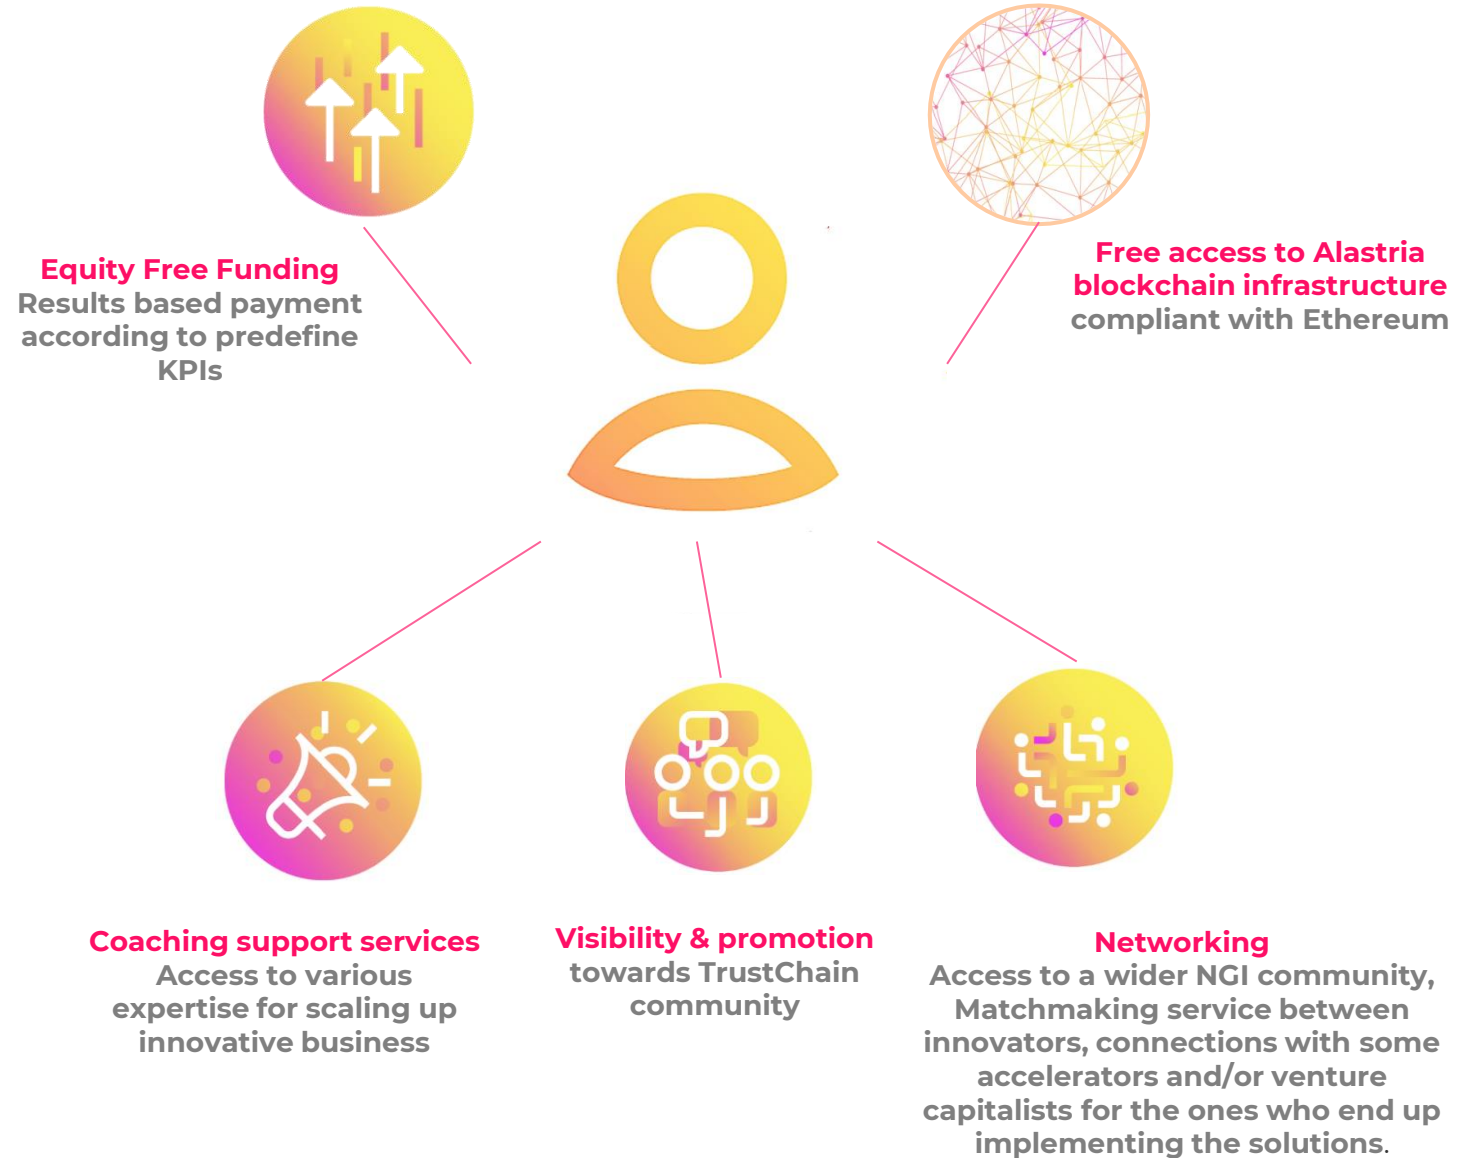 Equity Free Funding
Results based payment
according to predefine
KPIs
Free access to Alastria
blockchain infrastructure
compliant with Ethereum
Coaching support services
Access to various
expertise for scaling up
innovative business
Visibility & promotion
towards TrustChain
community
Networking
Access to a wider NGI community,
Matchmaking service between
innovators, connections with some
accelerators and/or venture
capitalists for the ones who end up
implementing the solutions.